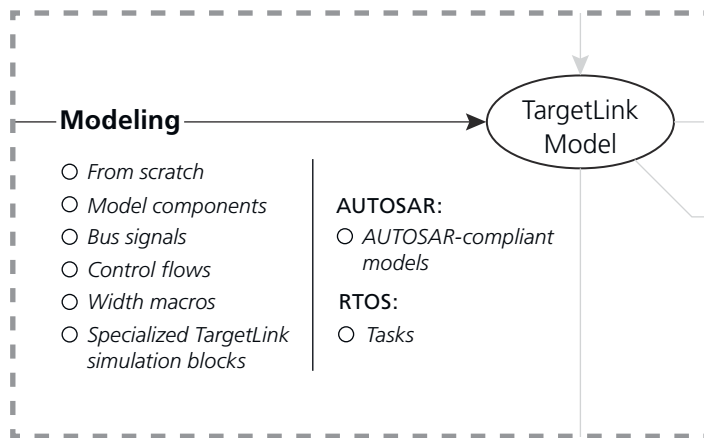 Modeling
TargetLink
Model
From scratch
Model components
Bus signals
Control flows
Width macros
Specialized TargetLink
simulation blocks
AUTOSAR:
AUTOSAR-compliant
models
RTOS:
Tasks